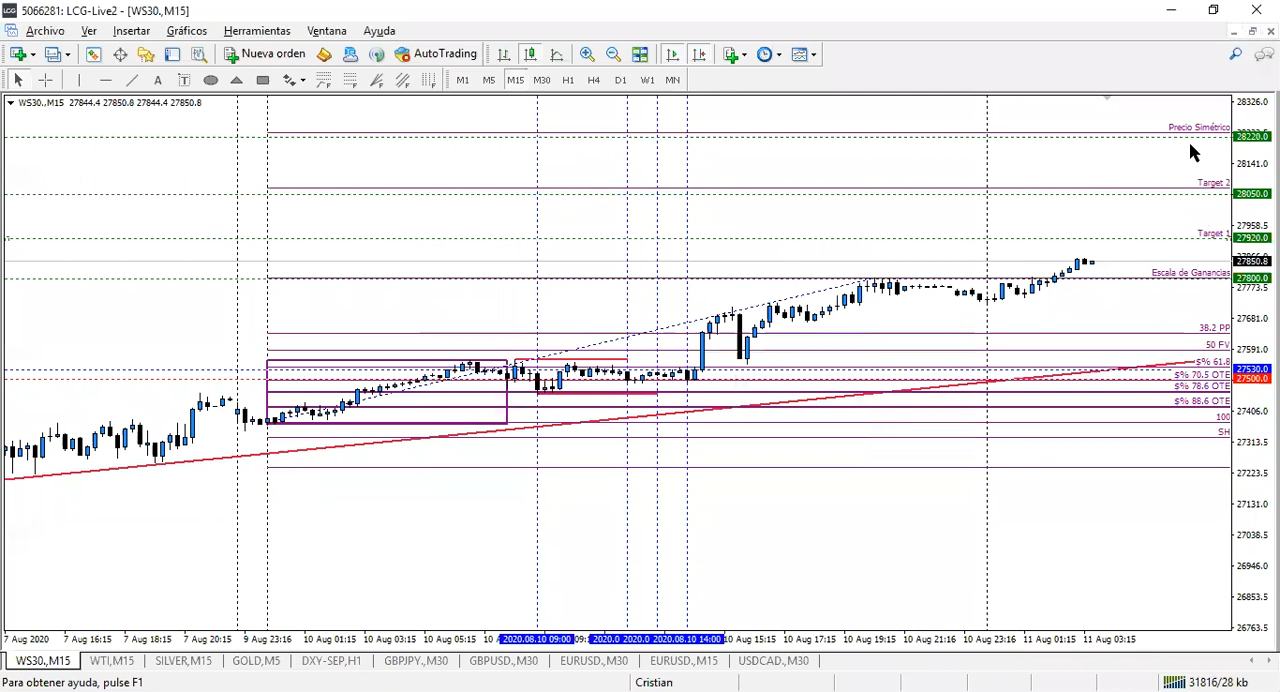 5066281: LCG-Live2 - [WS30.,M15]
Archivo Ver Insertar Gráficos Herramientas Ventana Ayuda
Nueva orden AutoTrading
A T M1 M5 M15 M30 H1 H4 D1 W1 MN
WS30.,M15 27844.4 27850.8 27844.4 27850.8
28326.0
Precio Simétrico
28220.0
28141.0
Target 2
28050.0
27958.5
Target 1
27920.0
27850.8
Escala de Ganancias
27800.0
27773.5
38.2 PP
27681.0
50 FV
27591.0
$% 61.8
27530.0
$% 70.5 OTE
27500.0
$% 78.6 OTE
$% 88.6 OTE
27406.0
100
SH
27313.5
27223.5
27131.0
27038.5
26946.0
26853.5
26763.5
7 Aug 2020 7 Aug 16:15 7 Aug 18:15 7 Aug 20:15 9 Aug 23:16 10 Aug 01:15 10 Aug 03:15 10 Aug 05:15 10 A 2020.08.10 09:00 09: 2020.0 2020.0 2020.08.10 14:00 10 Aug 15:15 10 Aug 17:15 10 Aug 19:15 10 Aug 21:16 10 Aug 23:16 11 Aug 01:15 11 Aug 03:15
WS30.,M15 WTI,M15 SILVER,M15 GOLD,M5 DXY-SEP,H1 GBPJPY.,M30 GBPUSD.,M30 EURUSD.,M30 EURUSD.,M15 USDCAD.,M30
Para obtener ayuda, pulse F1 Cristian 31816/28 kb